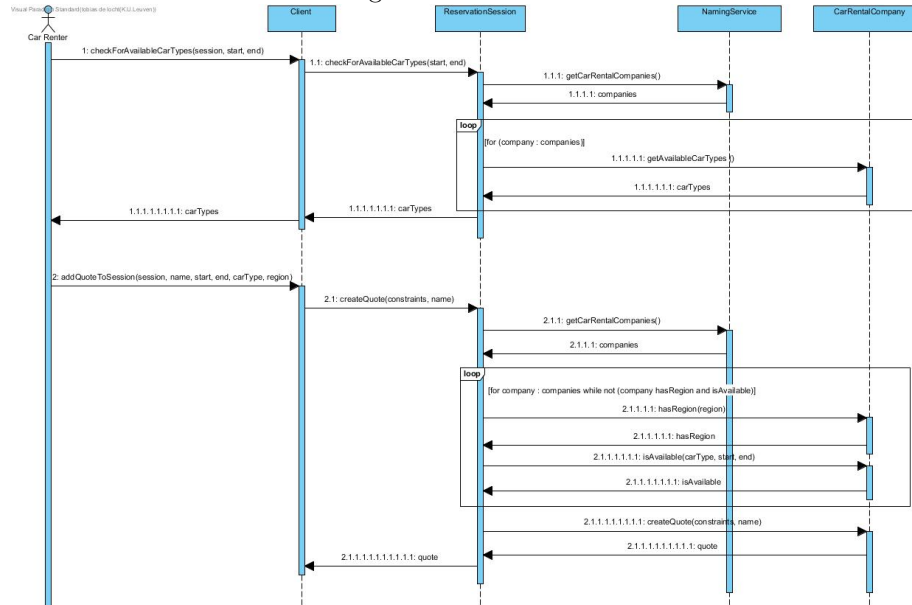 Visual Paradigm Standard(tobias de locht(K.U.Leuven))
Car Renter
Client
ReservationSession
NamingService
CarRentalCompany
1: checkForAvailableCarTypes(session, start, end)
1.1: checkForAvailableCarTypes(start, end)
1.1.1: getCarRentalCompanies()
1.1.1.1: companies
loop
[for (company : companies)]
1.1.1.1.1: getAvailableCarTypes ()
1.1.1.1.1.1: carTypes
1.1.1.1.1.1.1: carTypes
1.1.1.1.1.1.1.1: carTypes
2: addQuoteToSession(session, name, start, end, carType, region)
2.1: createQuote(constraints, name)
2.1.1: getCarRentalCompanies()
2.1.1.1: companies
loop
[for company : companies while not (company hasRegion and isAvailable)]
2.1.1.1.1: hasRegion(region)
2.1.1.1.1.1: hasRegion
2.1.1.1.1.1.1: isAvailable(carType, start, end)
2.1.1.1.1.1.1.1: isAvailable
2.1.1.1.1.1.1.1.1: createQuote(constraints, name)
2.1.1.1.1.1.1.1.1.1: quote
2.1.1.1.1.1.1.1.1.1.1: quote